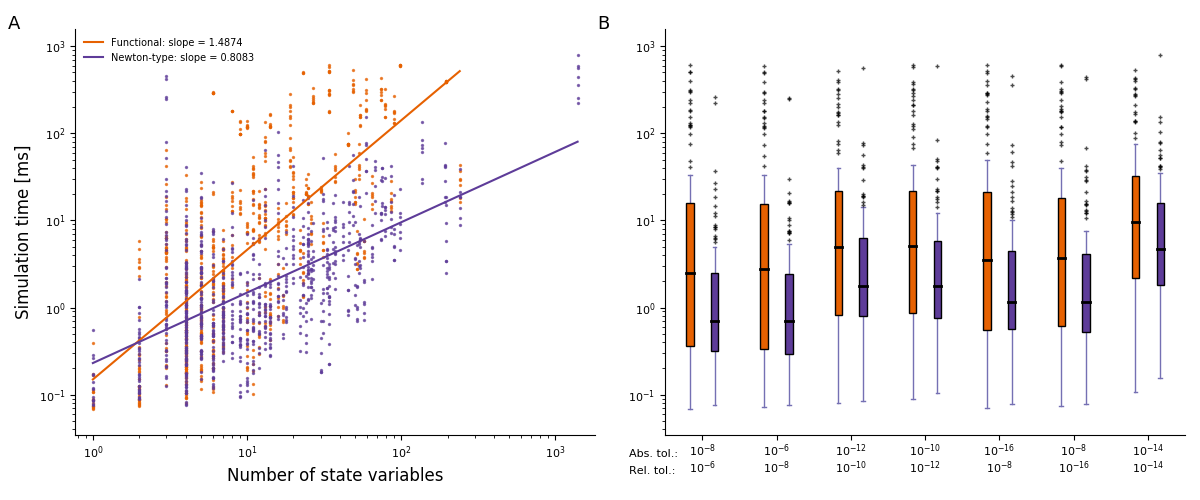 A
Functional: slope = 1.4874
Newton-type: slope = 0.8083
Simulation time [ms]
10³
10²
10¹
10⁰
10⁻¹
10⁰ 10¹ 10² 10³
Number of state variables
B
10³
10²
10¹
10⁰
10⁻¹
Abs. tol.: 10⁻⁸ 10⁻⁶ 10⁻¹² 10⁻¹⁰ 10⁻¹⁶ 10⁻⁸ 10⁻¹⁴
Rel. tol.: 10⁻⁶ 10⁻⁸ 10⁻¹⁰ 10⁻¹² 10⁻⁸ 10⁻¹⁶ 10⁻¹⁴